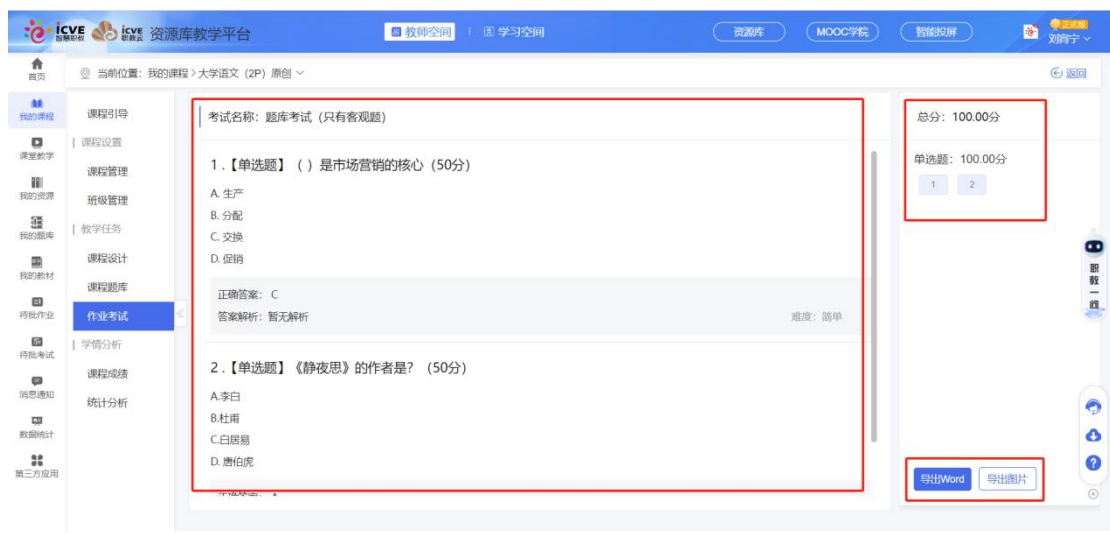 icve 智慧职教 icve 职教云 资源库教学平台 教师空间 学习空间 资源库 MOOC学院 智能投屏 正式版
刘向宁
首页 当前位置：我的课程 > 大学语文（2P）原创 返回
我的课程
课堂教学
我的资源
我的题库
我的教材
待批作业
待批考试
消息通知
数据统计
第三方应用
课程引导
课程设置
课程管理
班级管理
教学任务
课程设计
课程题库
作业考试
学情分析
课程成绩
统计分析
考试名称：题库考试（只有客观题）
1 .【单选题】（ ）是市场营销的核心（50分）
A. 生产
B. 分配
C. 交换
D. 促销
正确答案： C
答案解析：暂无解析 难度：简单
2 .【单选题】《静夜思》的作者是？（50分）
A.李白
B.杜甫
C.白居易
D. 唐伯虎
正确答案： A
总分：100.00分
单选题：100.00分
1 2
导出Word 导出图片
职教一